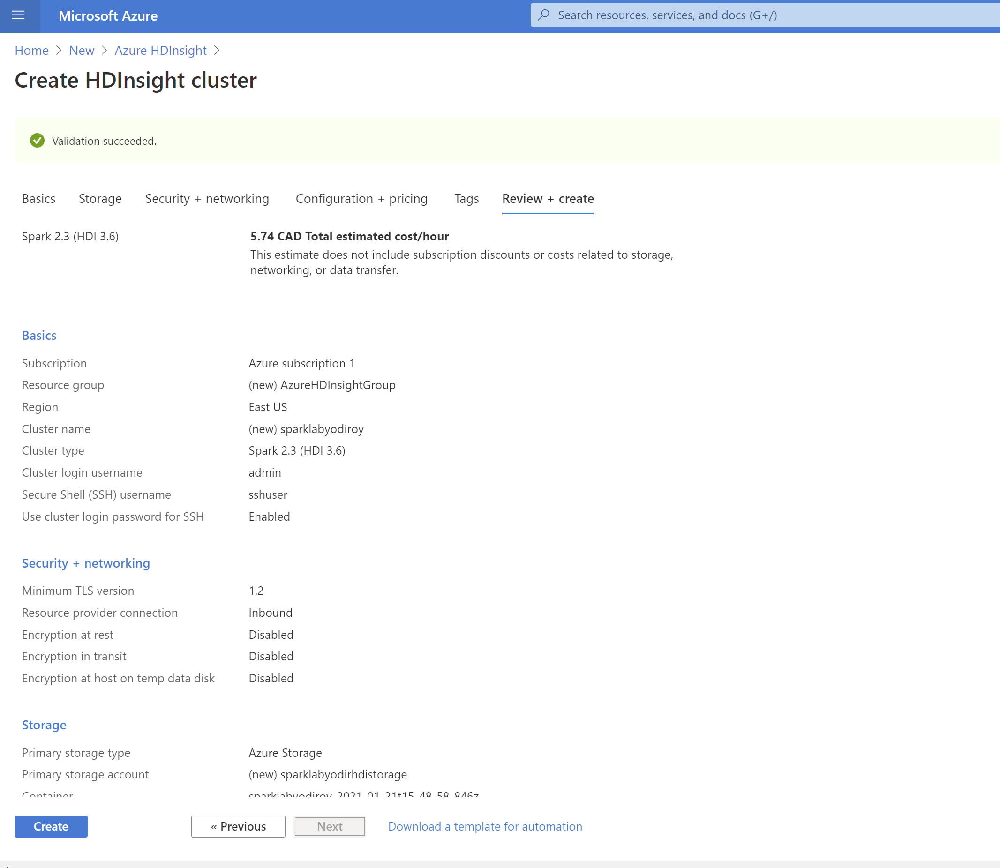 Microsoft Azure
Search resources, services, and docs (G+/)
Home > New > Azure HDInsight >
Create HDInsight cluster
Validation succeeded.
Basics Storage Security + networking Configuration + pricing Tags Review + create
Spark 2.3 (HDI 3.6) 5.74 CAD Total estimated cost/hour
This estimate does not include subscription discounts or costs related to storage,
networking, or data transfer.
Basics
Subscription Azure subscription 1
Resource group (new) AzureHDInsightGroup
Region East US
Cluster name (new) sparklabyodiroy
Cluster type Spark 2.3 (HDI 3.6)
Cluster login username admin
Secure Shell (SSH) username sshuser
Use cluster login password for SSH Enabled
Security + networking
Minimum TLS version 1.2
Resource provider connection Inbound
Encryption at rest Disabled
Encryption in transit Disabled
Encryption at host on temp data disk Disabled
Storage
Primary storage type Azure Storage
Primary storage account (new) sparklabyodirhdistorage
Container sparklabyodiroy-2021-01-21t15-48-58-846z
Create « Previous Next Download a template for automation